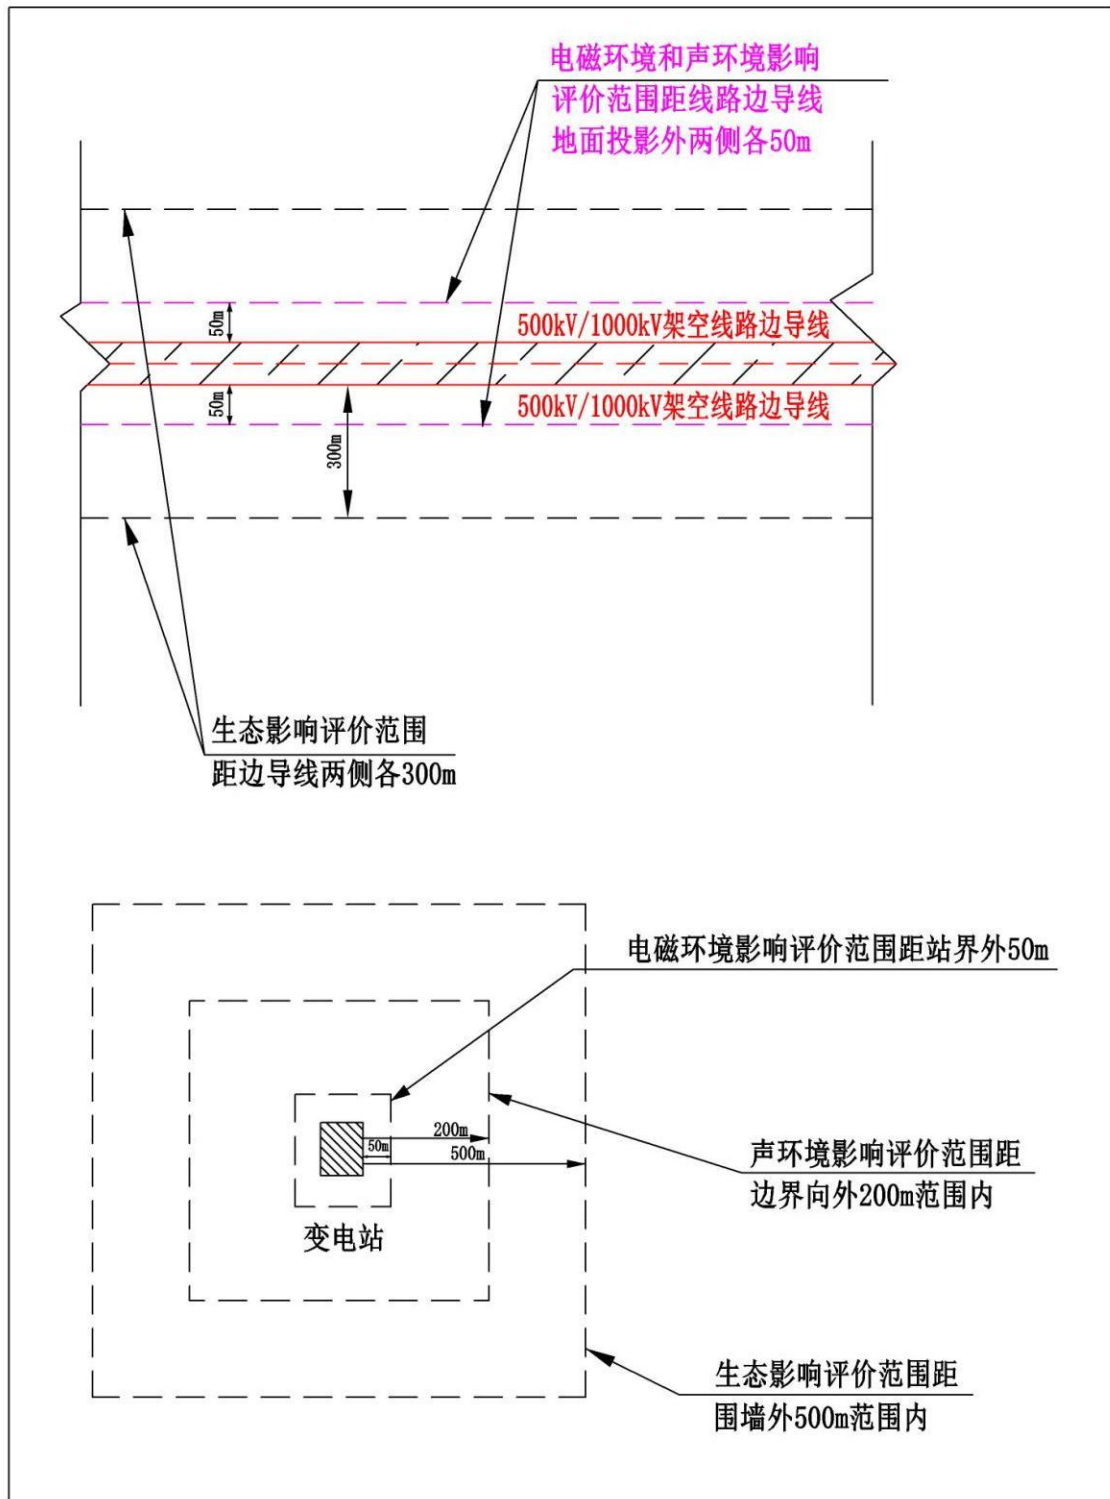 电磁环境和声环境影响
评价范围距线路边导线
地面投影外两侧各50m
50m
500kV/1000kV架空线路边导线
50m
500kV/1000kV架空线路边导线
300m
生态影响评价范围
距边导线两侧各300m
电磁环境影响评价范围距站界外50m
200m
50m
500m
声环境影响评价范围距
边界向外200m范围内
变电站
生态影响评价范围距
围墙外500m范围内